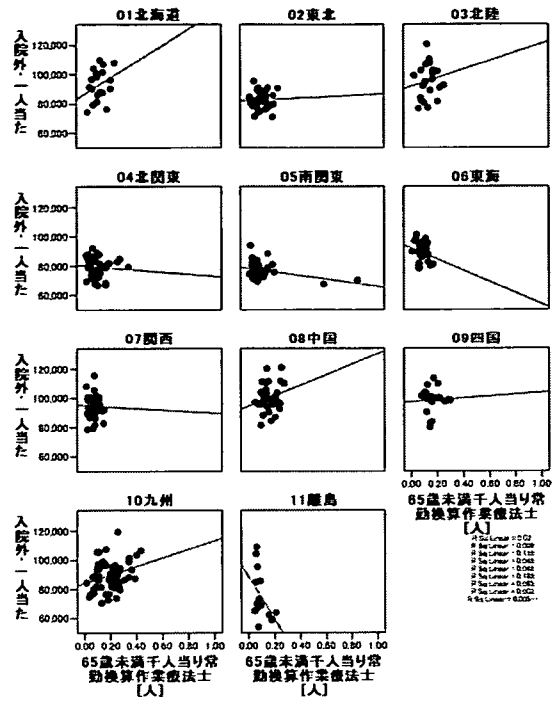 01北海道 02東北 03北陸
入院外・一人当た
120,000
100,000
80,000
60,000
04北関東 05南関東 06東海
入院外・一人当た
120,000
100,000
80,000
60,000
07関西 08中国 09四国
入院外・一人当た
120,000
100,000
80,000
60,000
0.00 0.20 0.40 0.60 0.80 1.00
65歳未満千人当り常
勤換算作業療法士
[人]
10九州 11離島
入院外・一人当た
120,000
100,000
80,000
60,000
0.00 0.20 0.40 0.60 0.80 1.00 0.00 0.20 0.40 0.60 0.80 1.00
65歳未満千人当り常 65歳未満千人当り常
勤換算作業療法士 勤換算作業療法士
[人] [人]